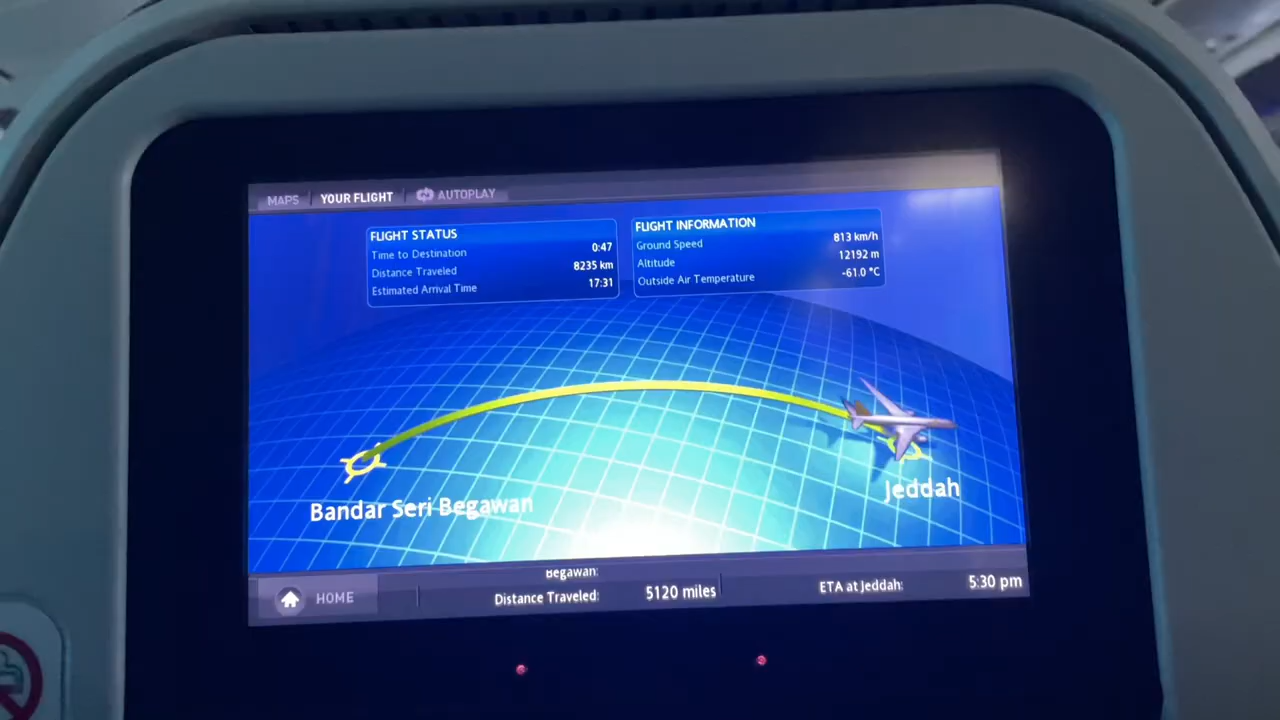 MAPS
YOUR FLIGHT
AUTOPLAY
FLIGHT STATUS
Time to Destination 0:47
Distance Traveled 8235 km
Estimated Arrival Time 17:31
FLIGHT INFORMATION
Ground Speed 813 km/h
Altitude 12192 m
Outside Air Temperature -61.0 °C
Bandar Seri Begawan
Jeddah
HOME
Begawan:
Distance Traveled: 5120 miles
ETA at Jeddah: 5:30 pm